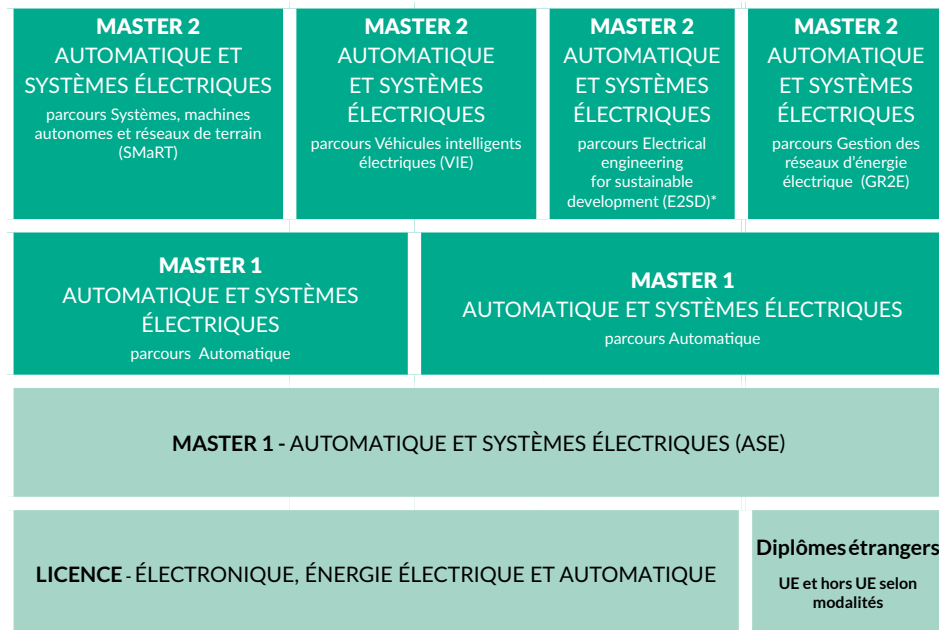 MASTER 2
AUTOMATIQUE ET
SYSTÈMES ÉLECTRIQUES
parcours Systèmes, machines
autonomes et réseaux de terrain
(SMaRT)
MASTER 2
AUTOMATIQUE
ET SYSTÈMES
ÉLECTRIQUES
parcours Véhicules intelligents
électriques (VIE)
MASTER 2
AUTOMATIQUE
ET SYSTÈMES
ÉLECTRIQUES
parcours Electrical
engineering
for sustainable
development (E2SD)*
MASTER 2
AUTOMATIQUE
ET SYSTÈMES
ÉLECTRIQUES
parcours Gestion des
réseaux d'énergie
électrique (GR2E)
MASTER 1
AUTOMATIQUE ET SYSTÈMES
ÉLECTRIQUES
parcours Automatique
MASTER 1
AUTOMATIQUE ET SYSTÈMES ÉLECTRIQUES
parcours Automatique
MASTER 1 - AUTOMATIQUE ET SYSTÈMES ÉLECTRIQUES (ASE)
LICENCE - ÉLECTRONIQUE, ÉNERGIE ÉLECTRIQUE ET AUTOMATIQUE
Diplômes étrangers
UE et hors UE selon
modalités